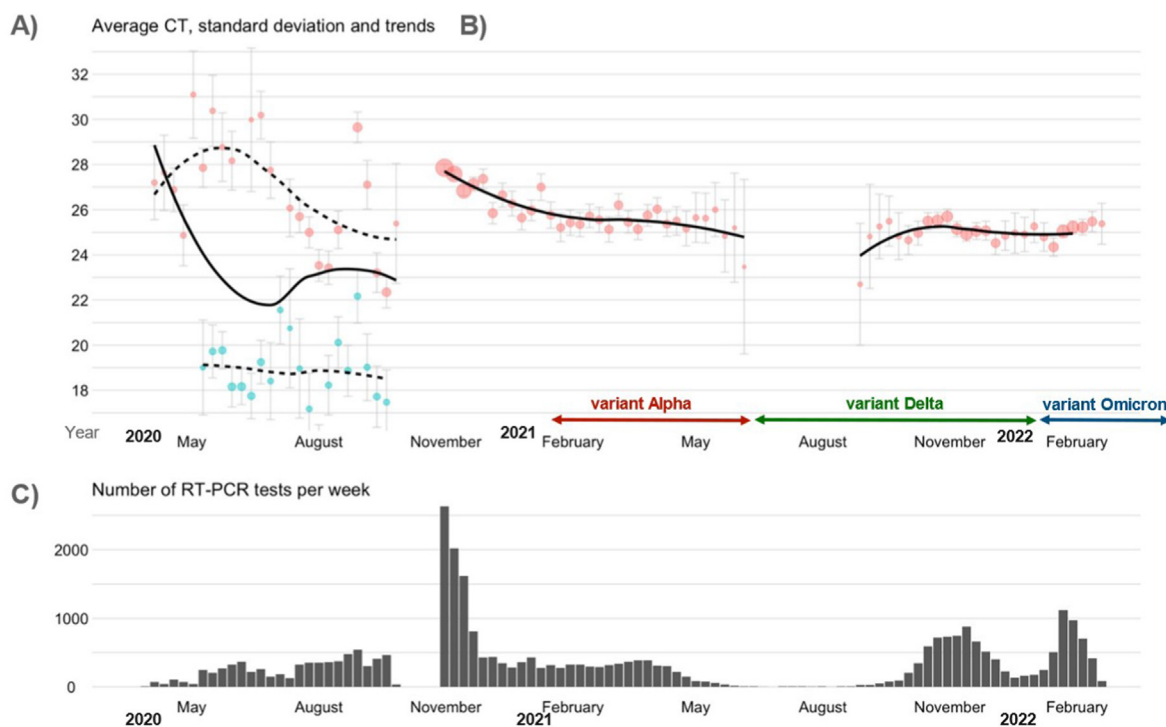 A) Average CT, standard deviation and trends B)
32
30
28
26
24
22
20
18
variant Alpha variant Delta variant Omicron
Year 2020 May August November 2021 February May August November 2022 February
C) Number of RT-PCR tests per week
2000
1000
0
2020 May August November 2021 February May August November 2022 February